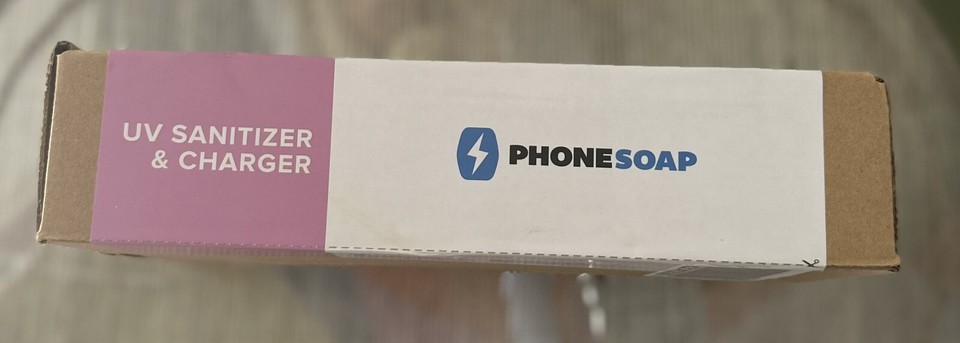 UV SANITIZER
& CHARGER
PHONESOAP